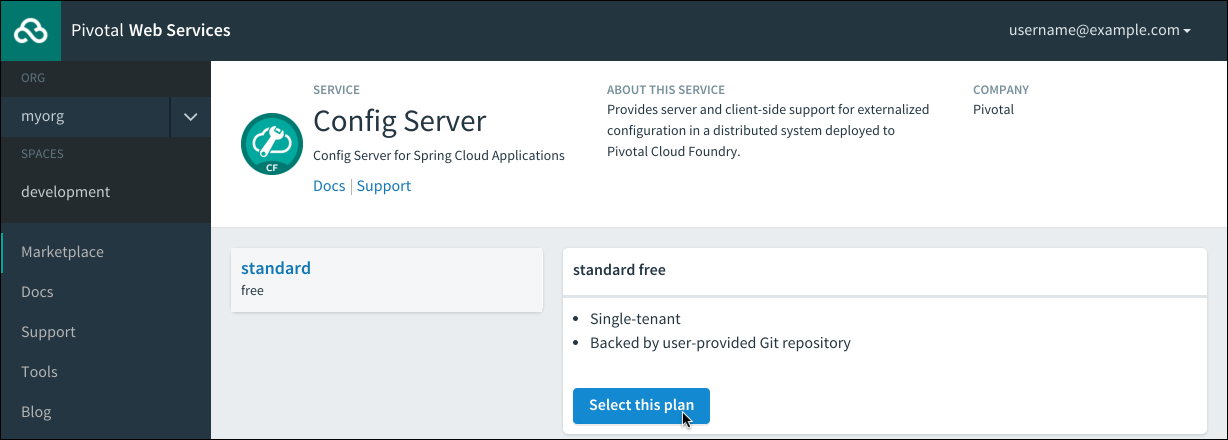 Pivotal Web Services
username@example.com
ORG
myorg
SPACES
development
Marketplace
Docs
Support
Tools
Blog
CF
SERVICE
Config Server
Config Server for Spring Cloud Applications
Docs | Support
ABOUT THIS SERVICE
Provides server and client-side support for externalized
configuration in a distributed system deployed to
Pivotal Cloud Foundry.
COMPANY
Pivotal
standard
free
standard free
• Single-tenant
• Backed by user-provided Git repository
Select this plan